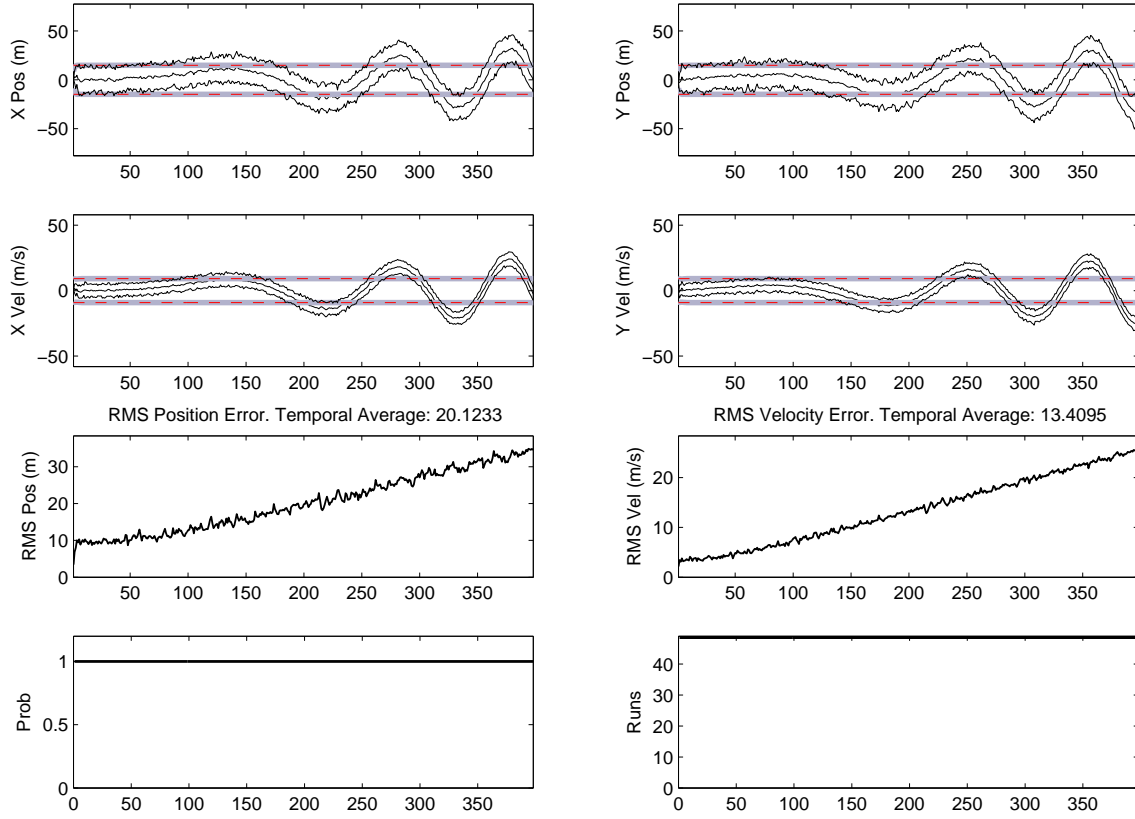 50
0
−50
X Pos (m)
50 100 150 200 250 300 350
50
0
−50
Y Pos (m)
50 100 150 200 250 300 350
50
0
−50
X Vel (m/s)
50 100 150 200 250 300 350
50
0
−50
Y Vel (m/s)
50 100 150 200 250 300 350
RMS Position Error. Temporal Average: 20.1233
30
20
10
0
RMS Pos (m)
50 100 150 200 250 300 350
RMS Velocity Error. Temporal Average: 13.4095
20
10
0
RMS Vel (m/s)
50 100 150 200 250 300 350
1
0.5
0
Prob
0 50 100 150 200 250 300 350
40
30
20
10
0
Runs
0 50 100 150 200 250 300 350